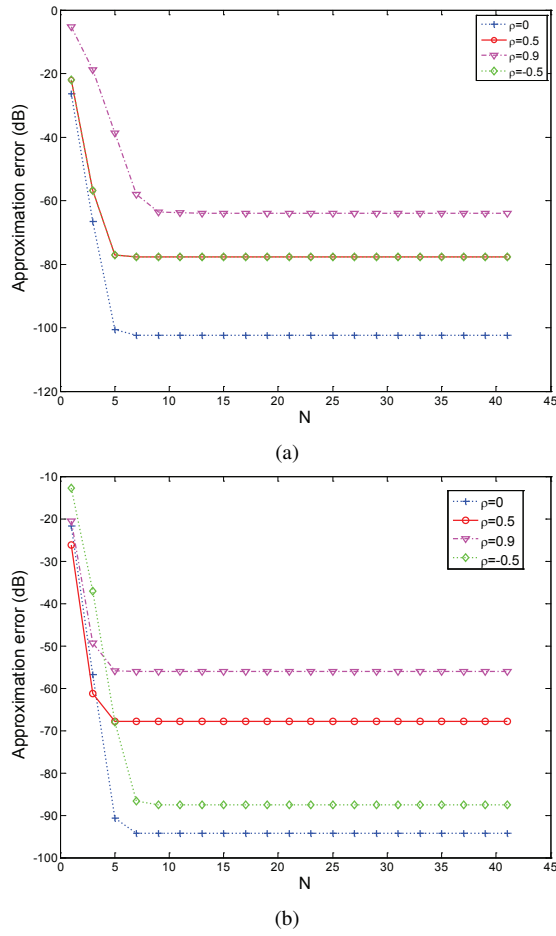 0
-20
-40
-60
-80
-100
-120
0 5 10 15 20 25 30 35 40 45
Approximation error (dB)
N
ρ=0
ρ=0.5
ρ=0.9
ρ=-0.5
(a)
-10
-20
-30
-40
-50
-60
-70
-80
-90
-100
0 5 10 15 20 25 30 35 40 45
Approximation error (dB)
N
ρ=0
ρ=0.5
ρ=0.9
ρ=-0.5
(b)